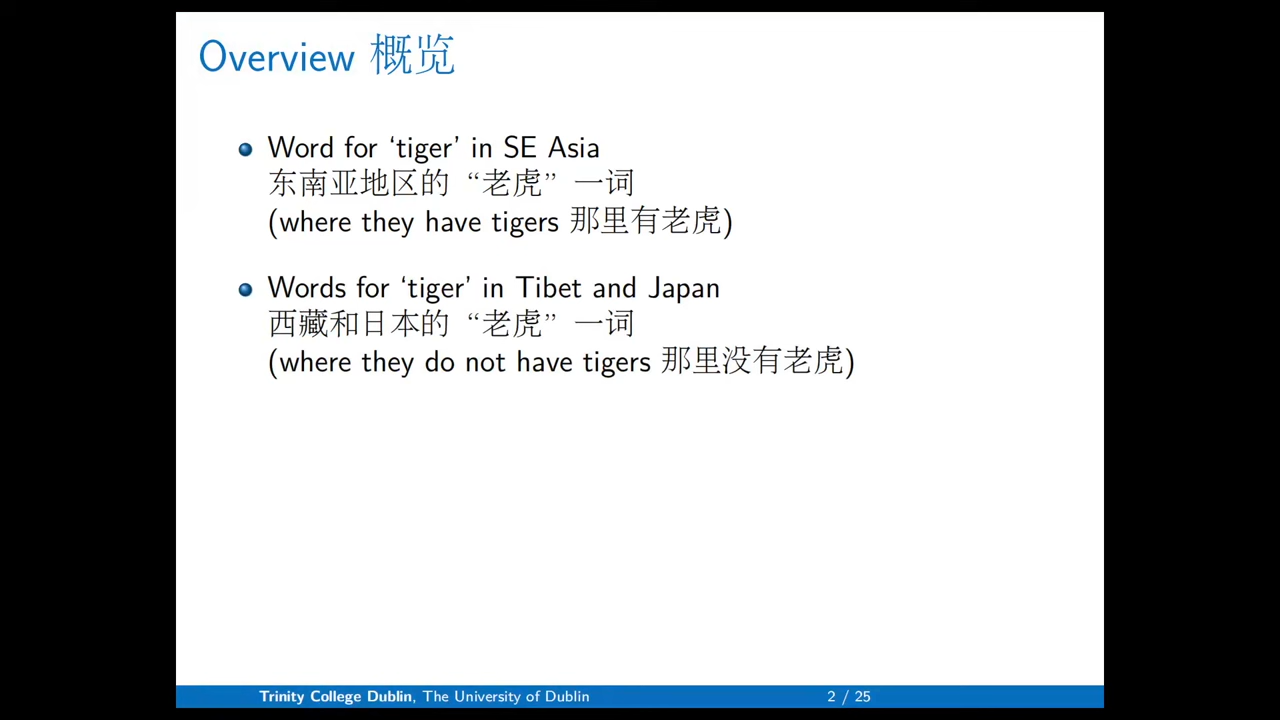 Overview 概览
Word for ‘tiger’ in SE Asia
东南亚地区的 “老虎” 一词
(where they have tigers 那里有老虎)
Words for ‘tiger’ in Tibet and Japan
西藏和日本的 “老虎” 一词
(where they do not have tigers 那里没有老虎)
Trinity College Dublin, The University of Dublin 2 / 25